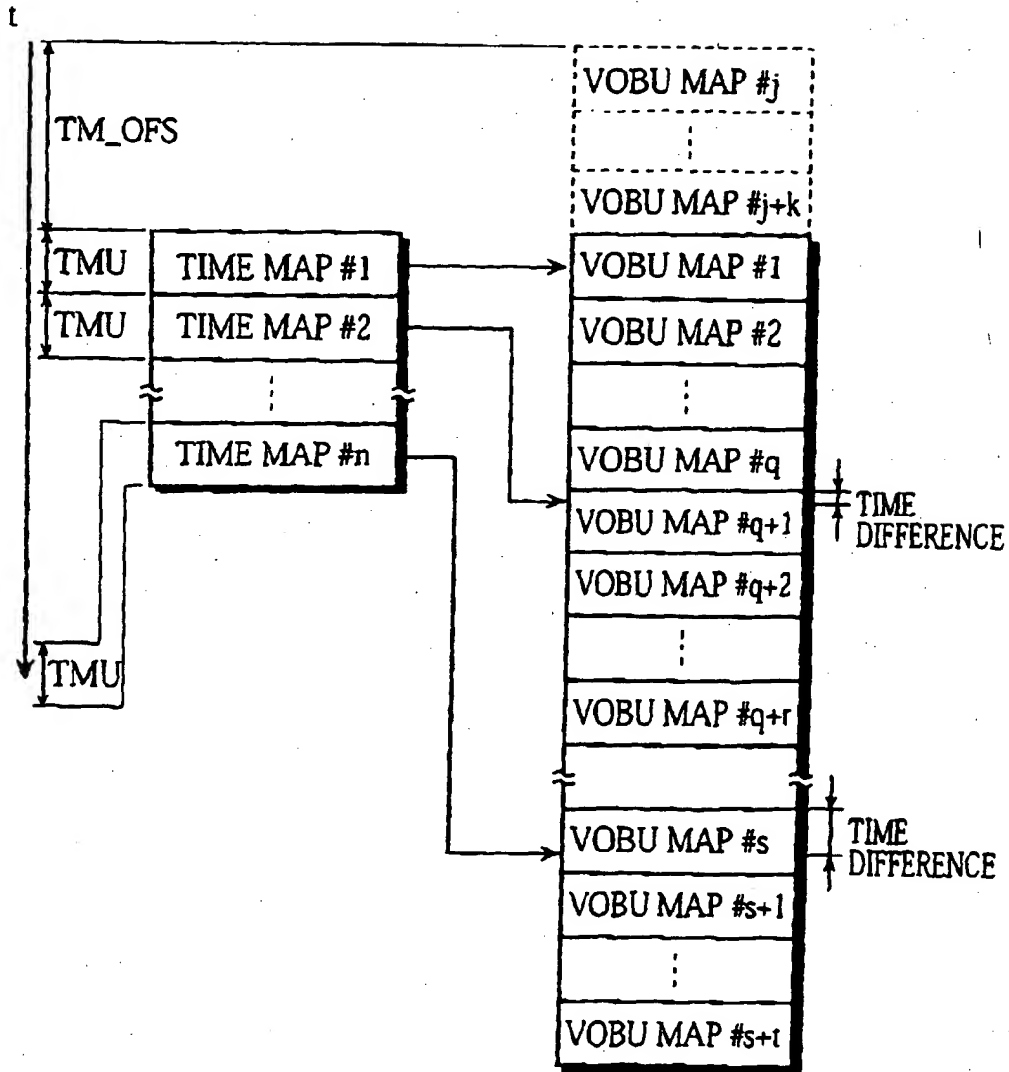 t
VOBU MAP #j
TM_OFS
VOBU MAP #j+k
TMU
TIME MAP #1
VOBU MAP #1
TMU
TIME MAP #2
VOBU MAP #2
TIME MAP #n
VOBU MAP #q
TIME
DIFFERENCE
VOBU MAP #q+1
VOBU MAP #q+2
TMU
VOBU MAP #q+r
VOBU MAP #s
TIME
DIFFERENCE
VOBU MAP #s+1
VOBU MAP #s+t